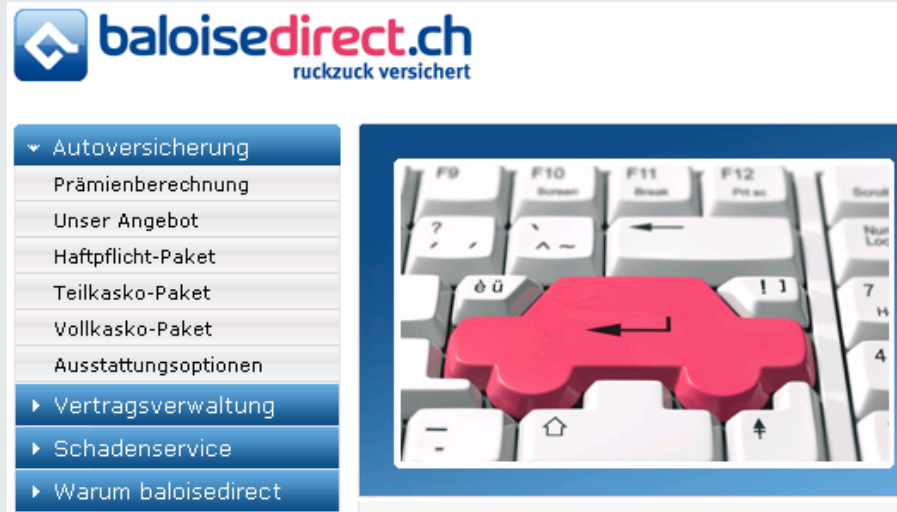 baloisedirect.ch
ruckzuck versichert
Autoversicherung
Prämienberechnung
Unser Angebot
Haftpflicht-Paket
Teilkasko-Paket
Vollkasko-Paket
Ausstattungsoptionen
Vertragsverwaltung
Schadenservice
Warum baloisedirect
F9 F10 F11 F12
Screen Break Prt sc Scroll
? ' ´ ` ^ ~ Num
Lock
è ü ! ] 7
4
_ -